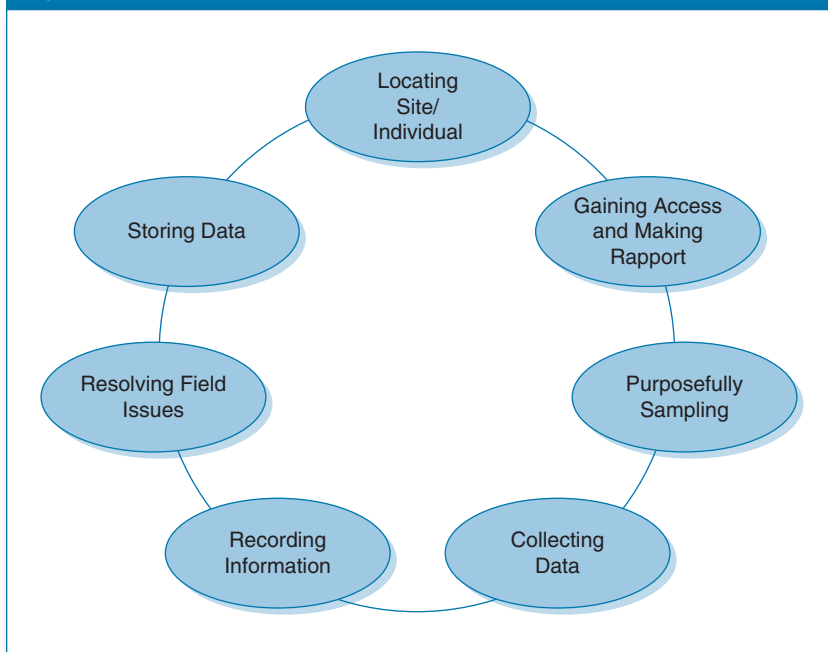 Locating
Site/
Individual
Gaining Access
and Making
Rapport
Purposefully
Sampling
Collecting
Data
Recording
Information
Resolving Field
Issues
Storing Data